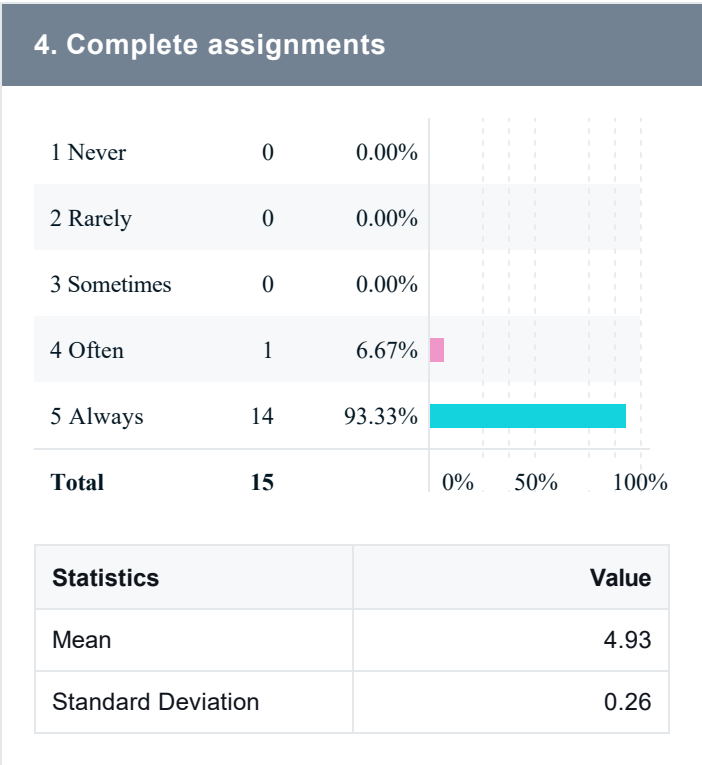 4. Complete assignments
1 Never 0 0.00%
2 Rarely 0 0.00%
3 Sometimes 0 0.00%
4 Often 1 6.67%
5 Always 14 93.33%
Total 15 0% 50% 100%
Statistics Value
Mean 4.93
Standard Deviation 0.26